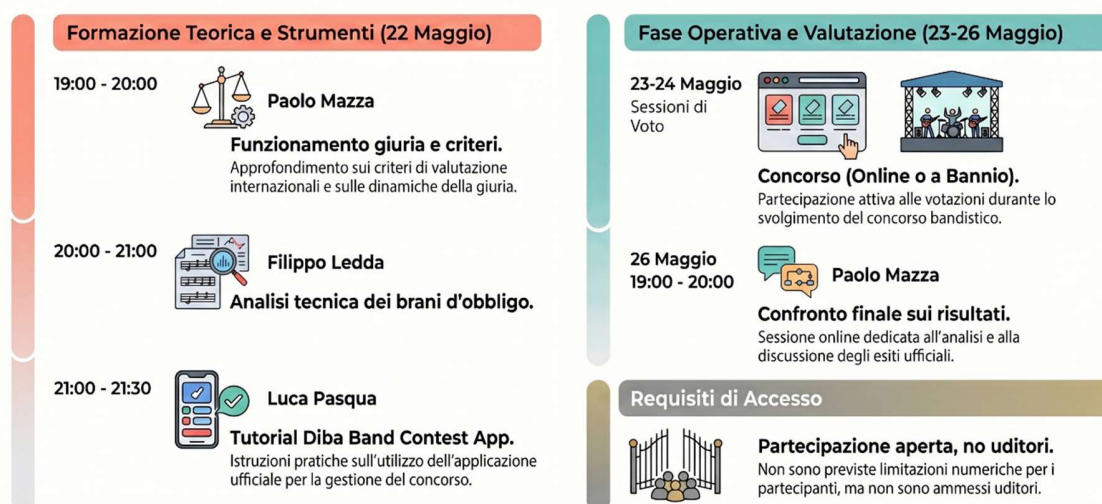 Formazione Teorica e Strumenti (22 Maggio)
19:00 - 20:00
Paolo Mazza
Funzionamento giuria e criteri.
Approfondimento sui criteri di valutazione
internazionali e sulle dinamiche della giuria.
20:00 - 21:00
Filippo Ledda
Analisi tecnica dei brani d'obbligo.
21:00 - 21:30
Luca Pasqua
Tutorial Diba Band Contest App.
Istruzioni pratiche sull'utilizzo dell'applicazione
ufficiale per la gestione del concorso.
Fase Operativa e Valutazione (23-26 Maggio)
23-24 Maggio
Sessioni di
Voto
Concorso (Online o a Bannio).
Partecipazione attiva alle votazioni durante lo
svolgimento del concorso bandistico.
26 Maggio
19:00 - 20:00
Paolo Mazza
Confronto finale sui risultati.
Sessione online dedicata all'analisi e alla
discussione degli esiti ufficiali.
Requisiti di Accesso
Partecipazione aperta, no uditori.
Non sono previste limitazioni numeriche per i
partecipanti, ma non sono ammessi uditori.